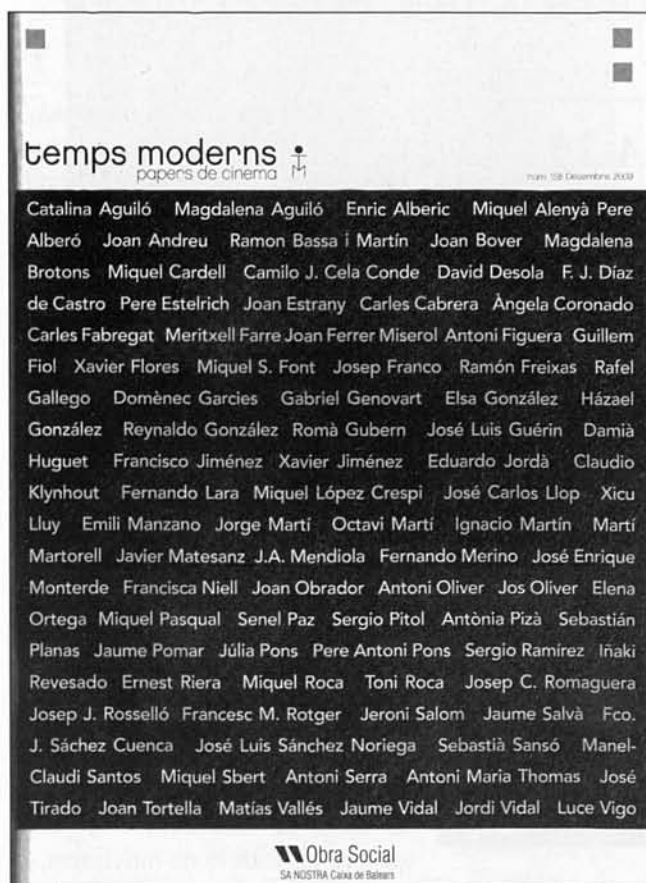 temps moderns
papers de cinema
núm 158 Desembre 2009
Catalina Aguiló Magdalena Aguiló Enric Alberic Miquel Alenyà Pere
Alberó Joan Andreu Ramon Bassa i Martín Joan Bover Magdalena
Brotons Miquel Cardell Camilo J. Cela Conde David Desola F. J. Díaz
de Castro Pere Estelrich Joan Estrany Carles Cabrera Àngela Coronado
Carles Fabregat Meritxell Farre Joan Ferrer Miserol Antoni Figuera Guillem
Fiol Xavier Flores Miquel S. Font Josep Franco Ramón Freixas Rafel
Gallego Domènec Garcies Gabriel Genovart Elsa González Házael
González Reynaldo González Romà Gubern José Luis Guérin Damià
Huguet Francisco Jiménez Xavier Jiménez Eduardo Jordà Claudio
Klynhout Fernando Lara Miquel López Crespi José Carlos Llop Xicu
Lluy Emili Manzano Jorge Martí Octavi Martí Ignacio Martín Martí
Martorell Javier Matesanz J.A. Mendiola Fernando Merino José Enrique
Monterde Francisca Niell Joan Obrador Antoni Oliver Jos Oliver Elena
Ortega Miquel Pasqual Senel Paz Sergio Pitol Antònia Pizà Sebastián
Planas Jaume Pomar Júlia Pons Pere Antoni Pons Sergio Ramírez Iñaki
Revesado Ernest Riera Miquel Roca Toni Roca Josep C. Romaguera
Josep J. Rosselló Francesc M. Rotger Jeroni Salom Jaume Salvà Fco.
J. Sáchez Cuenca José Luis Sánchez Noriega Sebastià Sansó Manel-
Claudi Santos Miquel Sbert Antoni Serra Antoni Maria Thomas José
Tirado Joan Tortella Matías Vallés Jaume Vidal Jordi Vidal Luce Vigo
Obra Social
SA NOSTRA Caixa de Balears